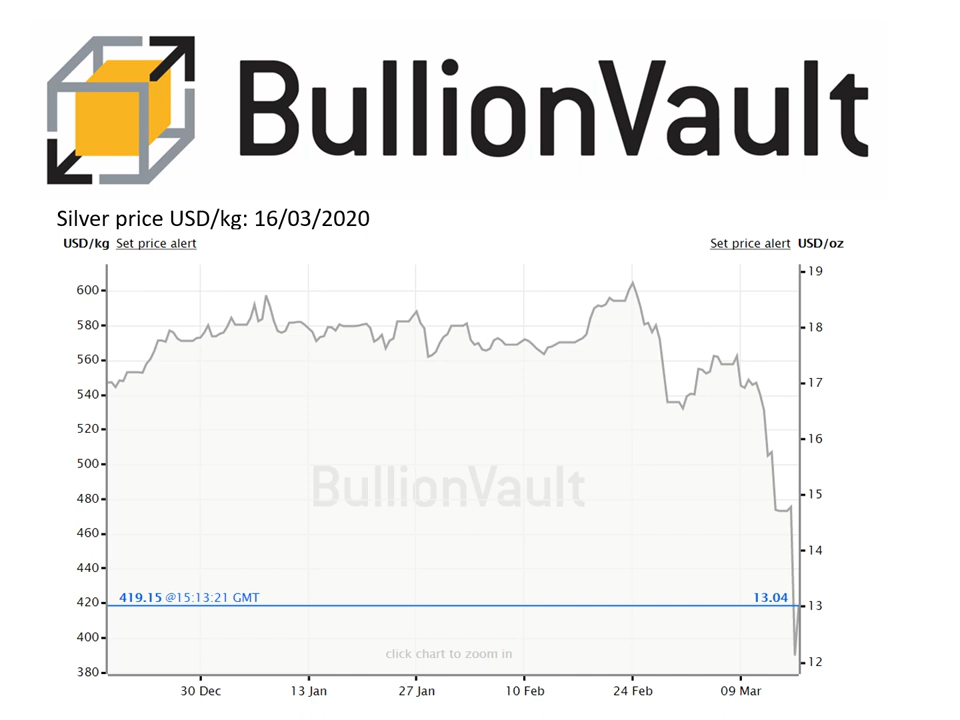 BullionVault
Silver price USD/kg: 16/03/2020
USD/kg Set price alert
Set price alert USD/oz
600
580
560
540
520
500
480
460
440
420
400
380
19
18
17
16
15
14
13
12
BullionVault
419.15 @15:13:21 GMT
13.04
click chart to zoom in
30 Dec
13 Jan
27 Jan
10 Feb
24 Feb
09 Mar